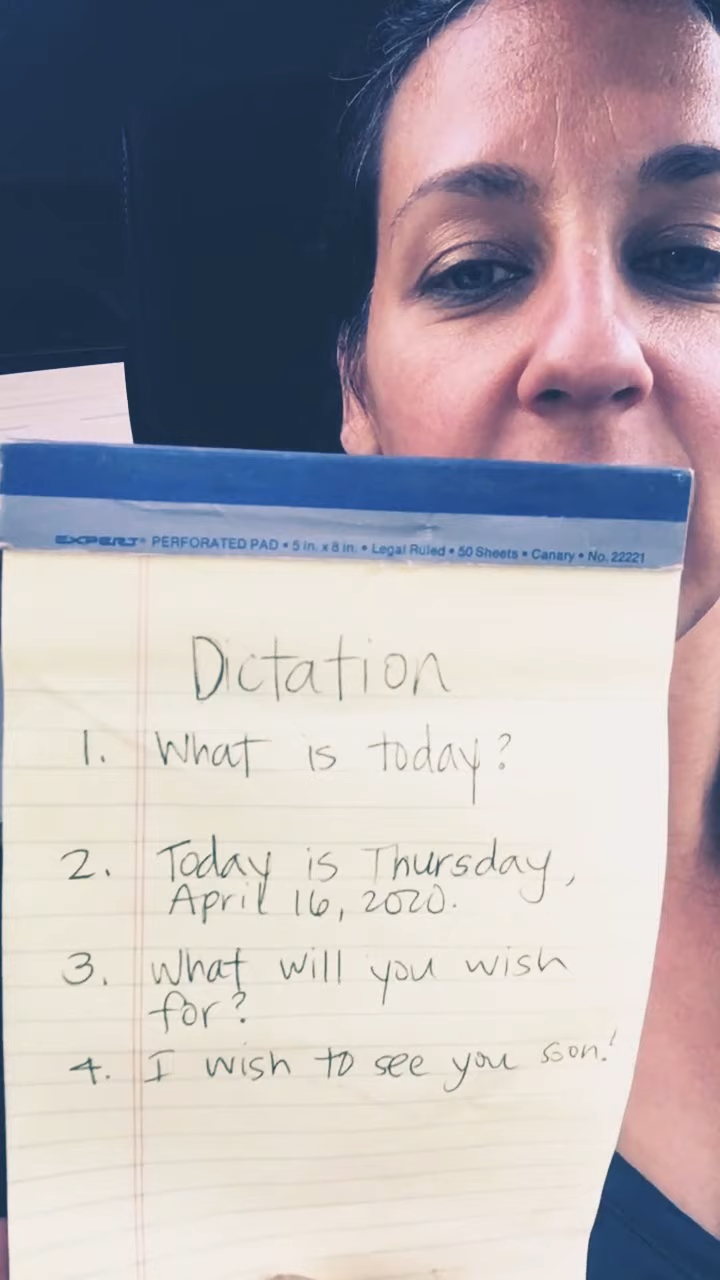 EXPERT® PERFORATED PAD • 5 in. x 8 in. • Legal Ruled • 50 Sheets • Canary • No. 22221
Dictation
1. What is today?
2. Today is Thursday,
April 16, 2020.
3. What will you wish
for?
4. I wish to see you soon!